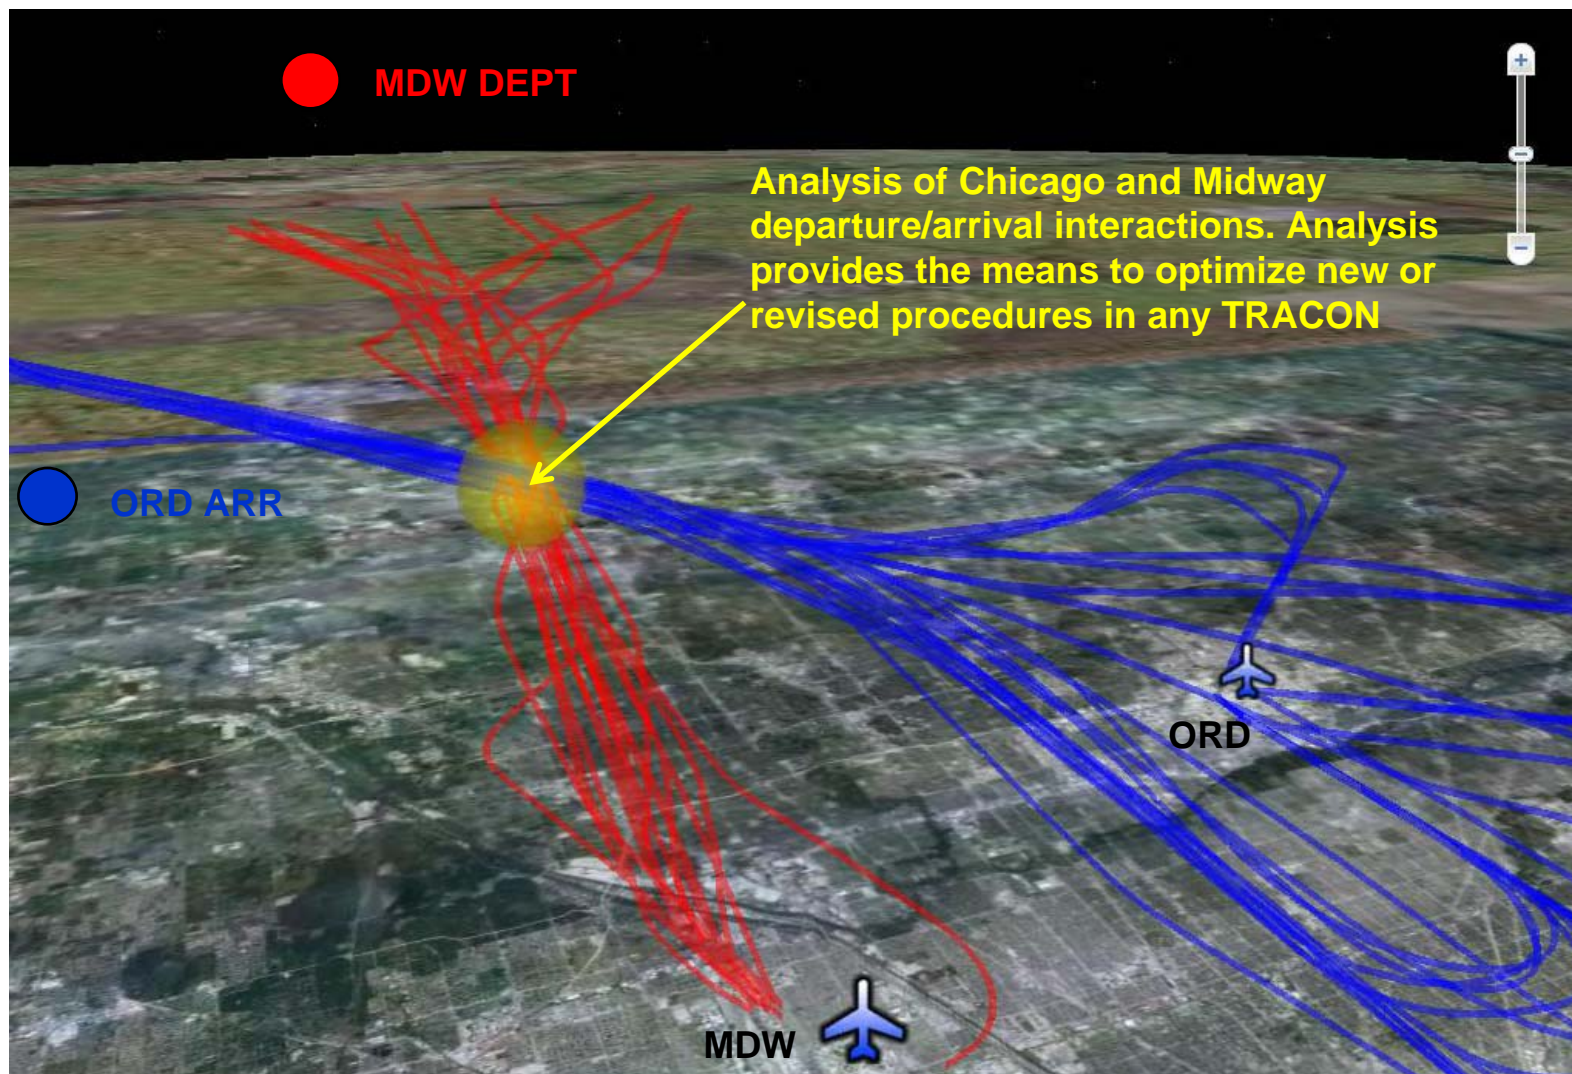 MDW DEPT
Analysis of Chicago and Midway
departure/arrival interactions. Analysis
provides the means to optimize new or
revised procedures in any TRACON
ORD ARR
ORD
MDW